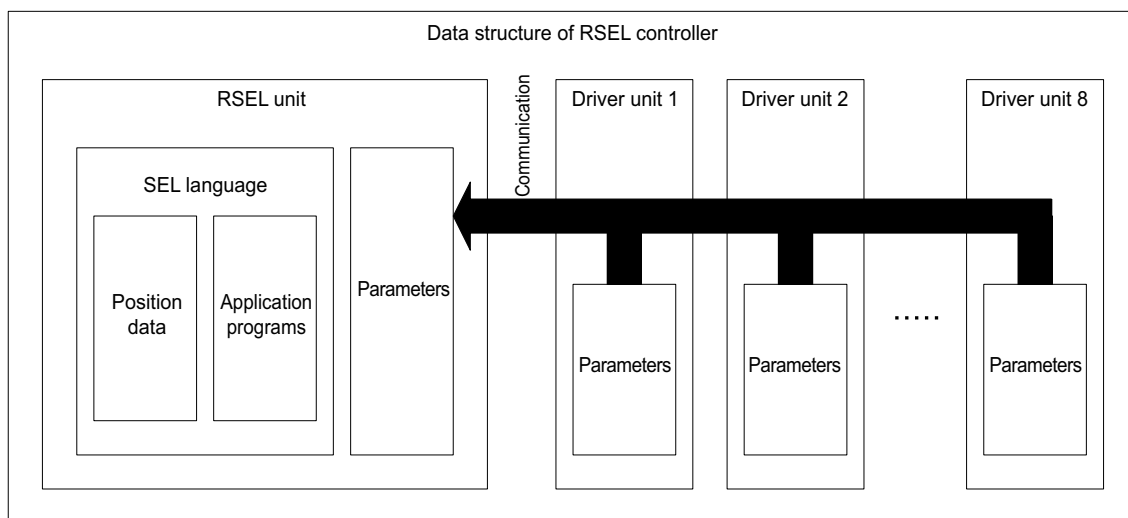 Data structure of RSEL controller
RSEL unit
SEL language
Position
data
Application
programs
Parameters
Communication
Driver unit 1
Parameters
Driver unit 2
Parameters
.....
Driver unit 8
Parameters